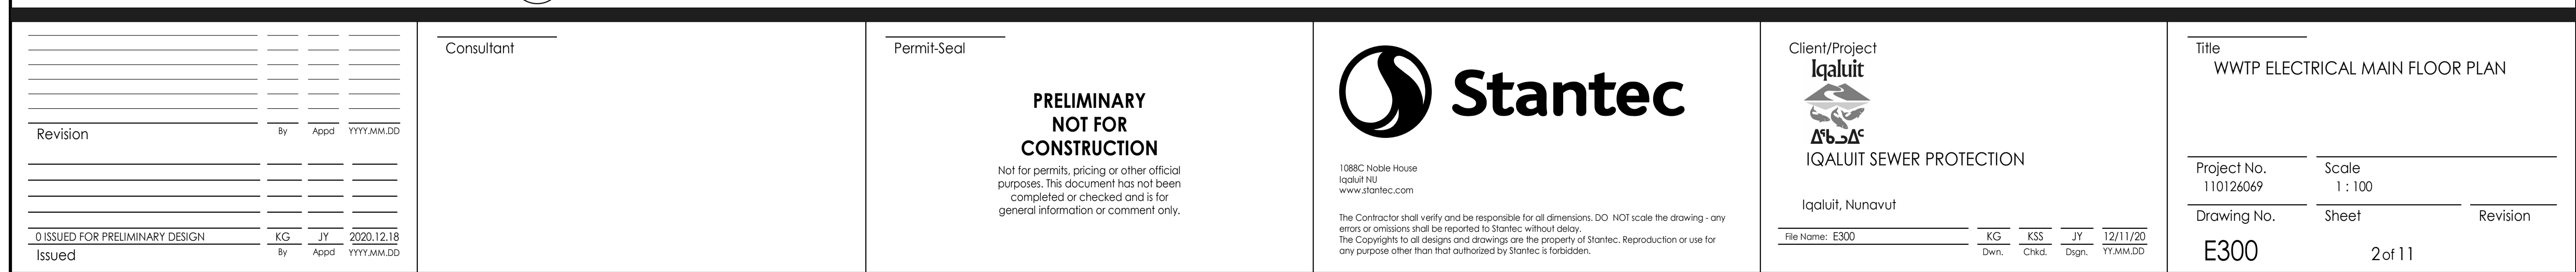 Revision By Appd YYYY.MM.DD
0 ISSUED FOR PRELIMINARY DESIGN KG JY 2020.12.18
Issued By Appd YYYY.MM.DD
Consultant
Permit-Seal
PRELIMINARY
NOT FOR
CONSTRUCTION
Not for permits, pricing or other official
purposes. This document has not been
completed or checked and is for
general information or comment only.
Stantec
1088C Noble House
Iqaluit NU
www.stantec.com
The Contractor shall verify and be responsible for all dimensions. DO NOT scale the drawing - any
errors or omissions shall be reported to Stantec without delay.
The Copyrights to all designs and drawings are the property of Stantec. Reproduction or use for
any purpose other than that authorized by Stantec is forbidden.
Client/Project
Iqaluit
ᐃᖃᓗᐃᑦ
IQALUIT SEWER PROTECTION
Iqaluit, Nunavut
File Name: E300 KG KSS JY 12/11/20
Dwn. Chkd. Dsgn. YY.MM.DD
Title
WWTP ELECTRICAL MAIN FLOOR PLAN
Project No. Scale
110126069 1 : 100
Drawing No. Sheet Revision
E300 2 of 11